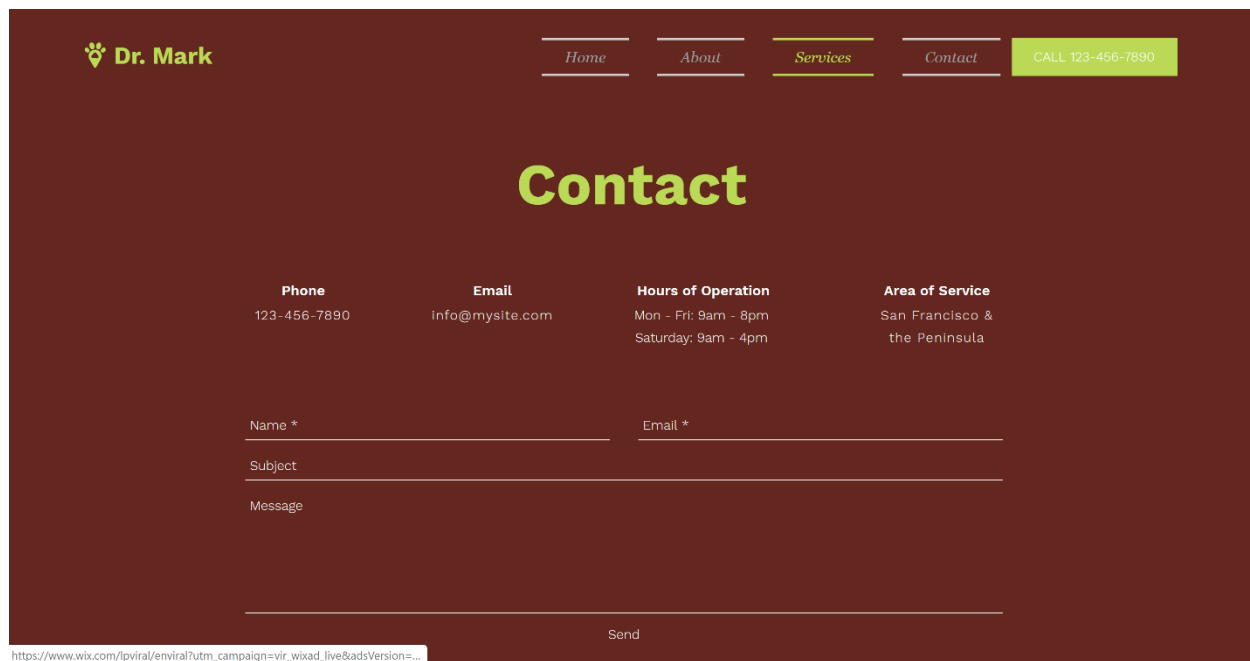 Dr. Mark
Home About Services Contact CALL 123-456-7890
Contact
Phone Email Hours of Operation Area of Service
123-456-7890 info@mysite.com Mon - Fri: 9am - 8pm San Francisco &
Saturday: 9am - 4pm the Peninsula
Name * Email *
Subject
Message
Send
https://www.wix.com/lpviral/enviral?utm_campaign=vir_wixad_live&adsVersion=...